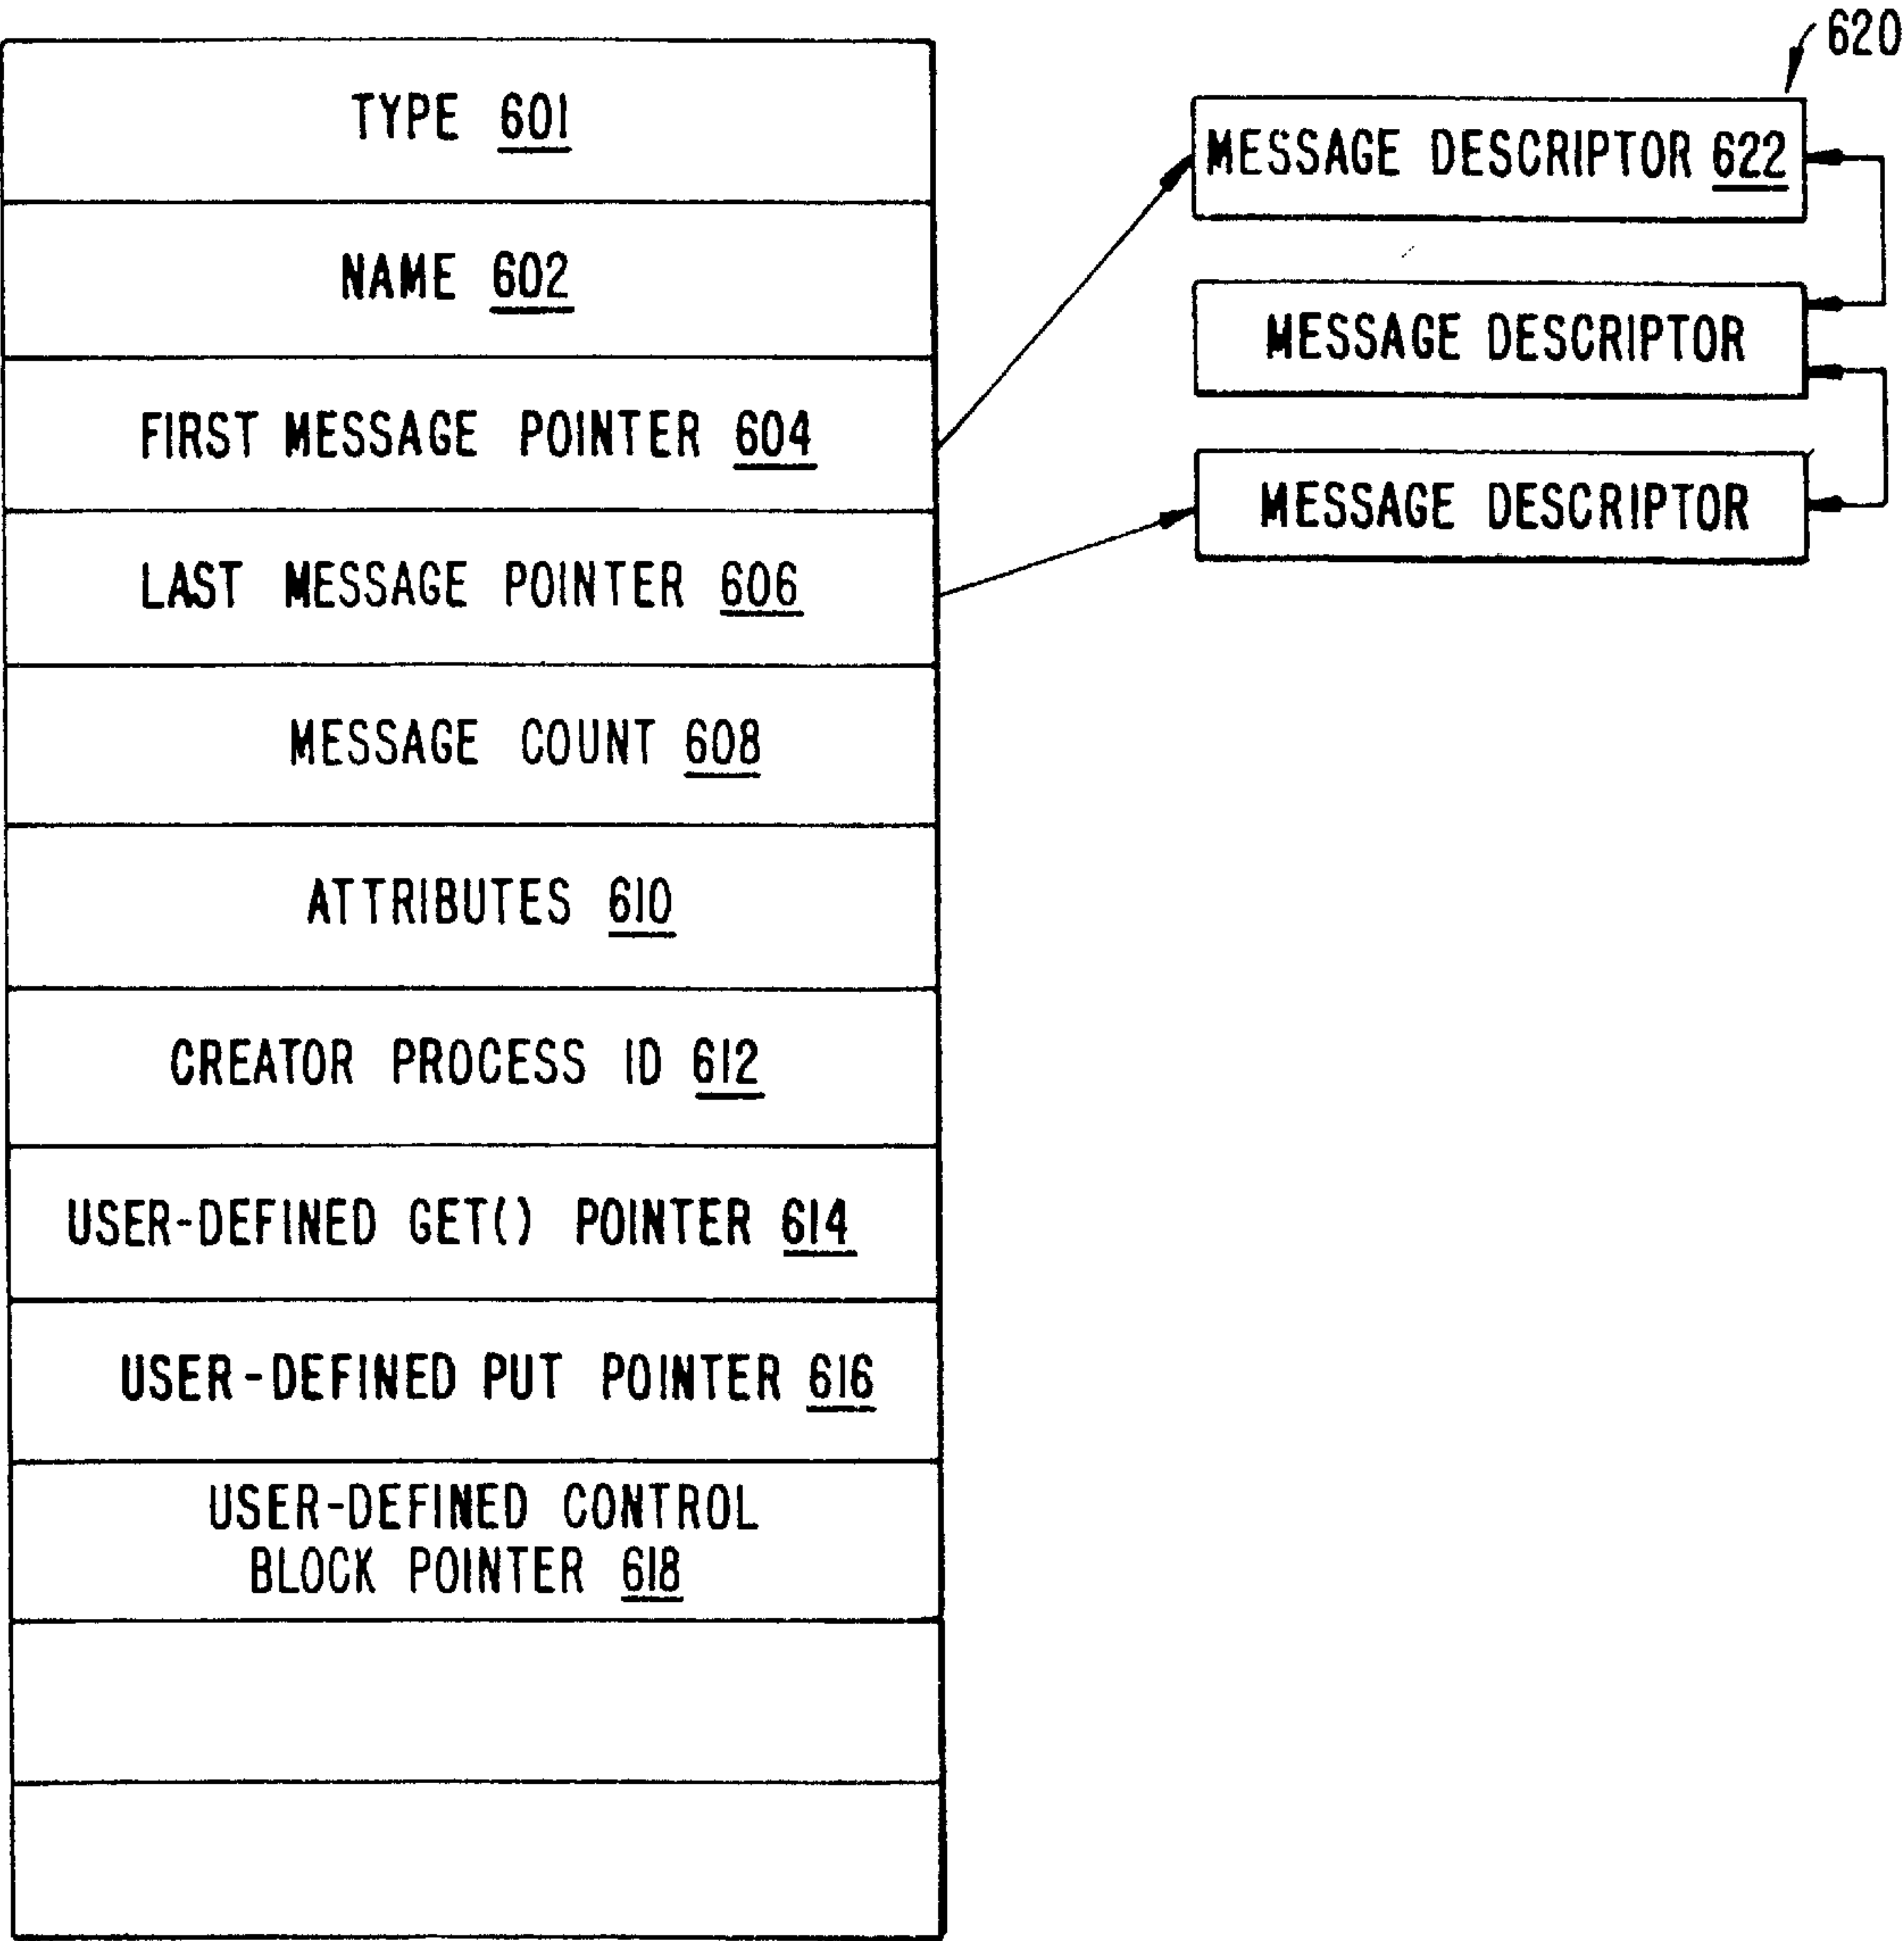 TYPE 601
NAME 602
FIRST MESSAGE POINTER 604
LAST MESSAGE POINTER 606
MESSAGE COUNT 608
ATTRIBUTES 610
CREATOR PROCESS ID 612
USER-DEFINED GET() POINTER 614
USER-DEFINED PUT POINTER 616
USER-DEFINED CONTROL
BLOCK POINTER 618
620
MESSAGE DESCRIPTOR 622
MESSAGE DESCRIPTOR
MESSAGE DESCRIPTOR